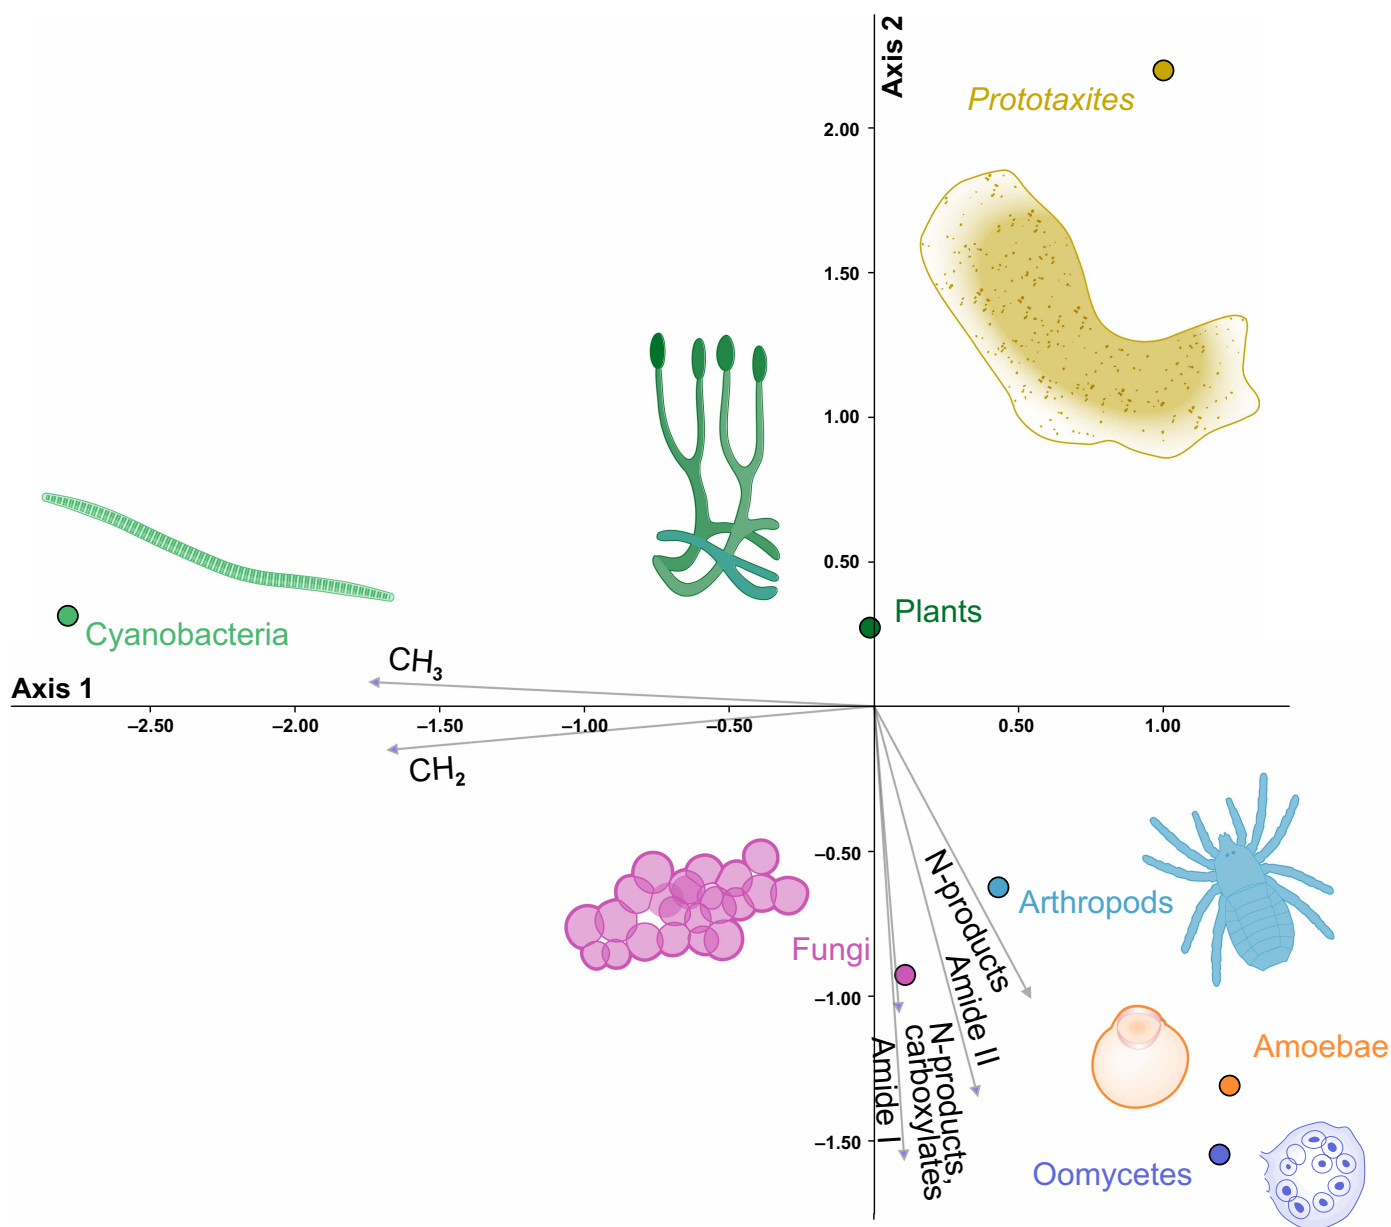 Axis 2
Prototaxites
2.00
1.50
1.00
0.50
Plants
Cyanobacteria
CH3
Axis 1
–2.50
–2.00
–1.50
–1.00
–0.50
0.50
1.00
CH2
–0.50
N-products
Arthropods
Fungi
Amide II
–1.00
N-products,
carboxylates
Amide I
Amoebae
–1.50
Oomycetes